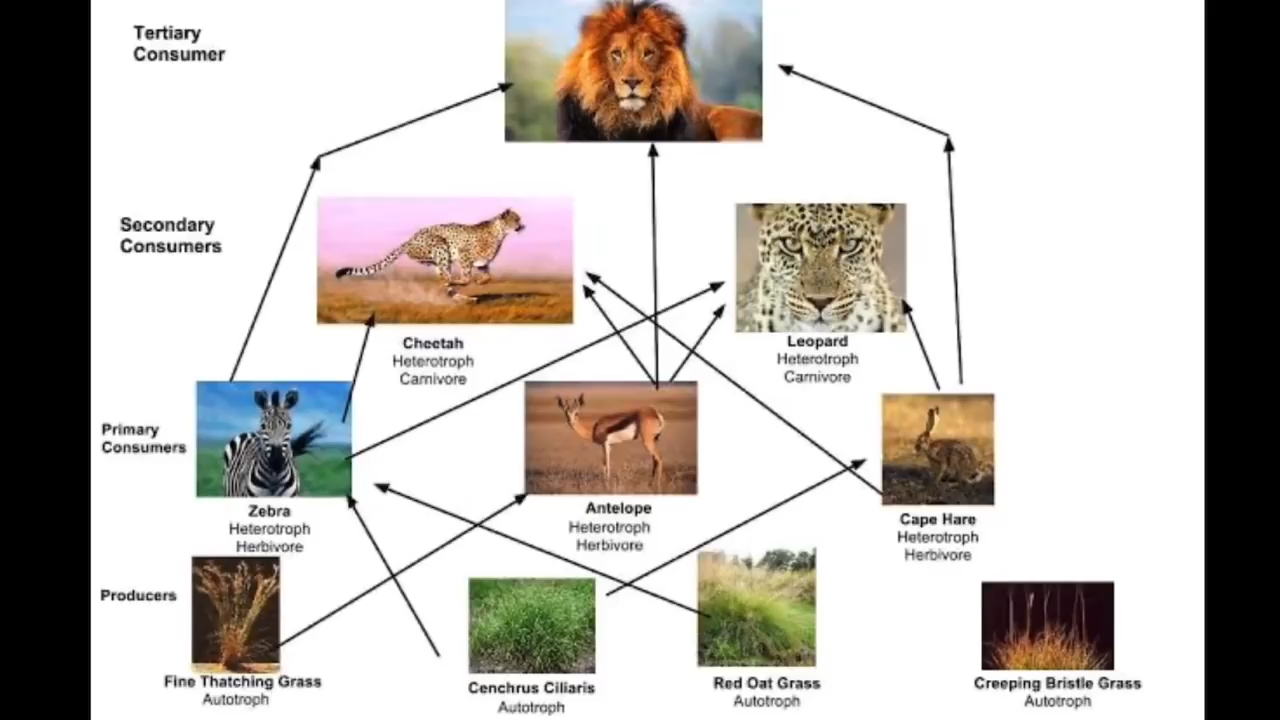 Tertiary
Consumer
Secondary
Consumers
Cheetah
Heterotroph
Carnivore
Leopard
Heterotroph
Carnivore
Primary
Consumers
Zebra
Heterotroph
Herbivore
Antelope
Heterotroph
Herbivore
Cape Hare
Heterotroph
Herbivore
Producers
Fine Thatching Grass
Autotroph
Cenchrus Ciliaris
Autotroph
Red Oat Grass
Autotroph
Creeping Bristle Grass
Autotroph